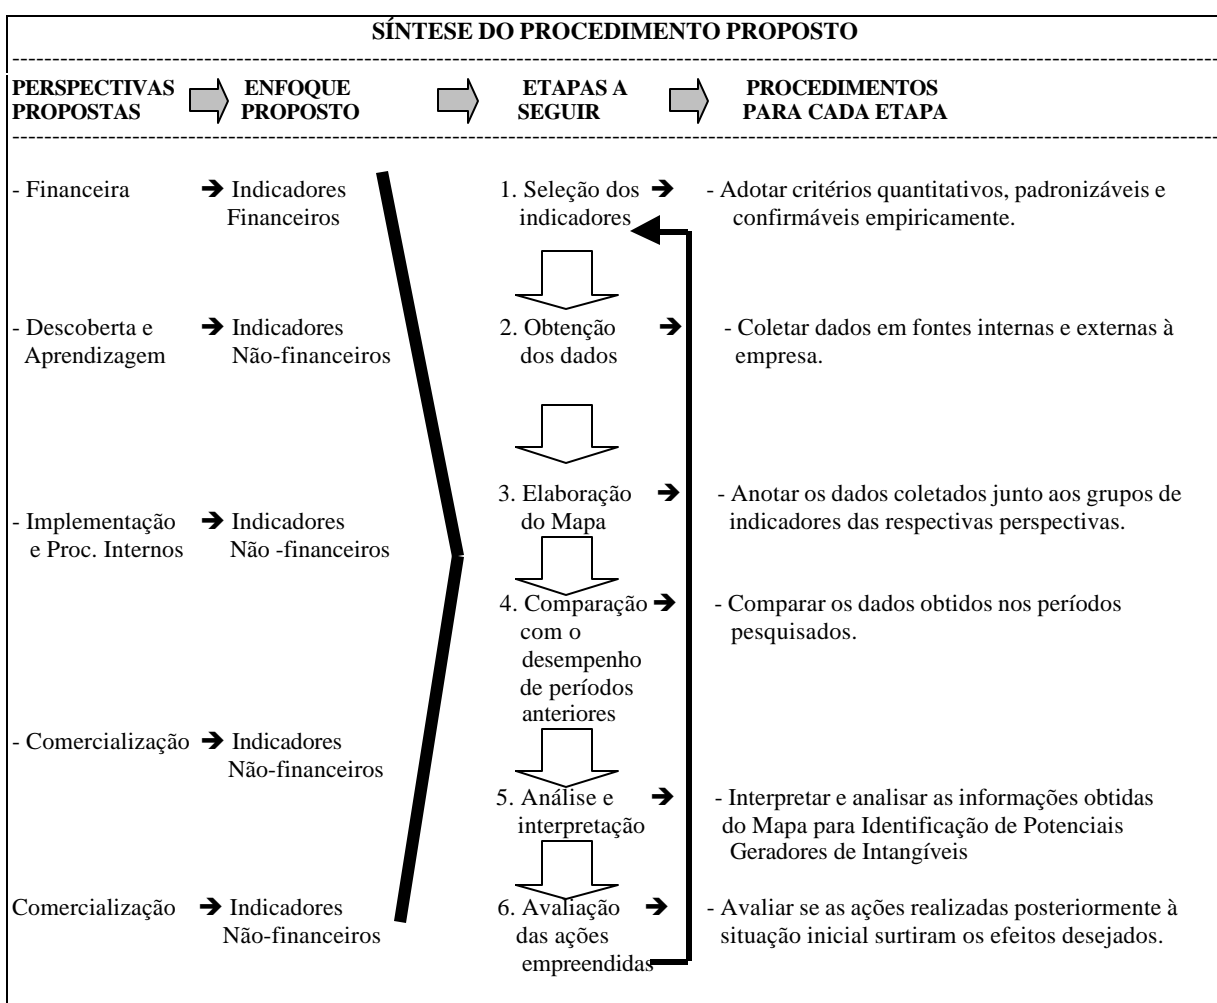 SÍNTESE DO PROCEDIMENTO PROPOSTO
PERSPECTIVAS PROPOSTAS
ENFOQUE PROPOSTO
ETAPAS A SEGUIR
PROCEDIMENTOS PARA CADA ETAPA
- Financeira ➔ Indicadores
Financeiros
1. Seleção dos ➔
indicadores
- Adotar critérios quantitativos, padronizáveis e
confirmáveis empiricamente.
- Descoberta e ➔ Indicadores
Aprendizagem Não-financeiros
2. Obtenção ➔
dos dados
- Coletar dados em fontes internas e externas à
empresa.
- Implementação ➔ Indicadores
e Proc. Internos Não -financeiros
3. Elaboração ➔
do Mapa
- Anotar os dados coletados junto aos grupos de
indicadores das respectivas perspectivas.
4. Comparação ➔
com o
desempenho
de períodos
anteriores
- Comparar os dados obtidos nos períodos
pesquisados.
- Comercialização ➔ Indicadores
Não-financeiros
5. Análise e ➔
interpretação
- Interpretar e analisar as informações obtidas
do Mapa para Identificação de Potenciais
Geradores de Intangíveis
Comercialização ➔ Indicadores
Não-financeiros
6. Avaliação ➔
das ações
empreendidas
- Avaliar se as ações realizadas posteriormente à
situação inicial surtiram os efeitos desejados.